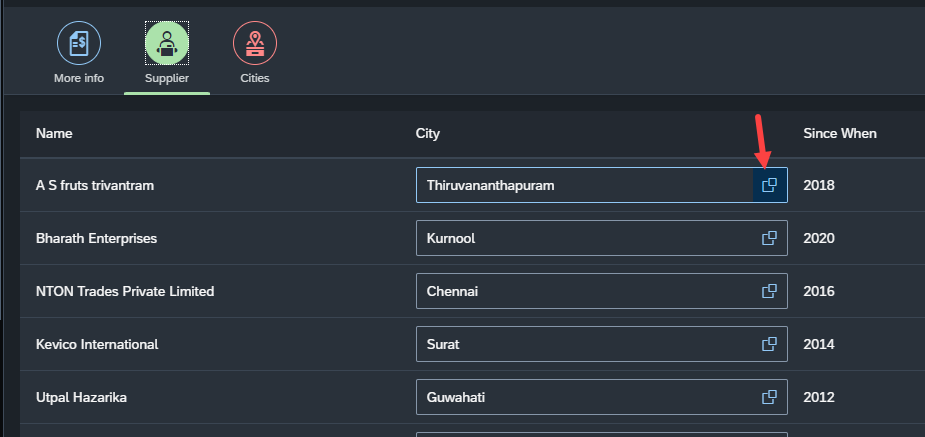 More info Supplier Cities
Name City Since When
A S fruts trivantram Thiruvananthapuram 2018
Bharath Enterprises Kurnool 2020
NTON Trades Private Limited Chennai 2016
Kevico International Surat 2014
Utpal Hazarika Guwahati 2012